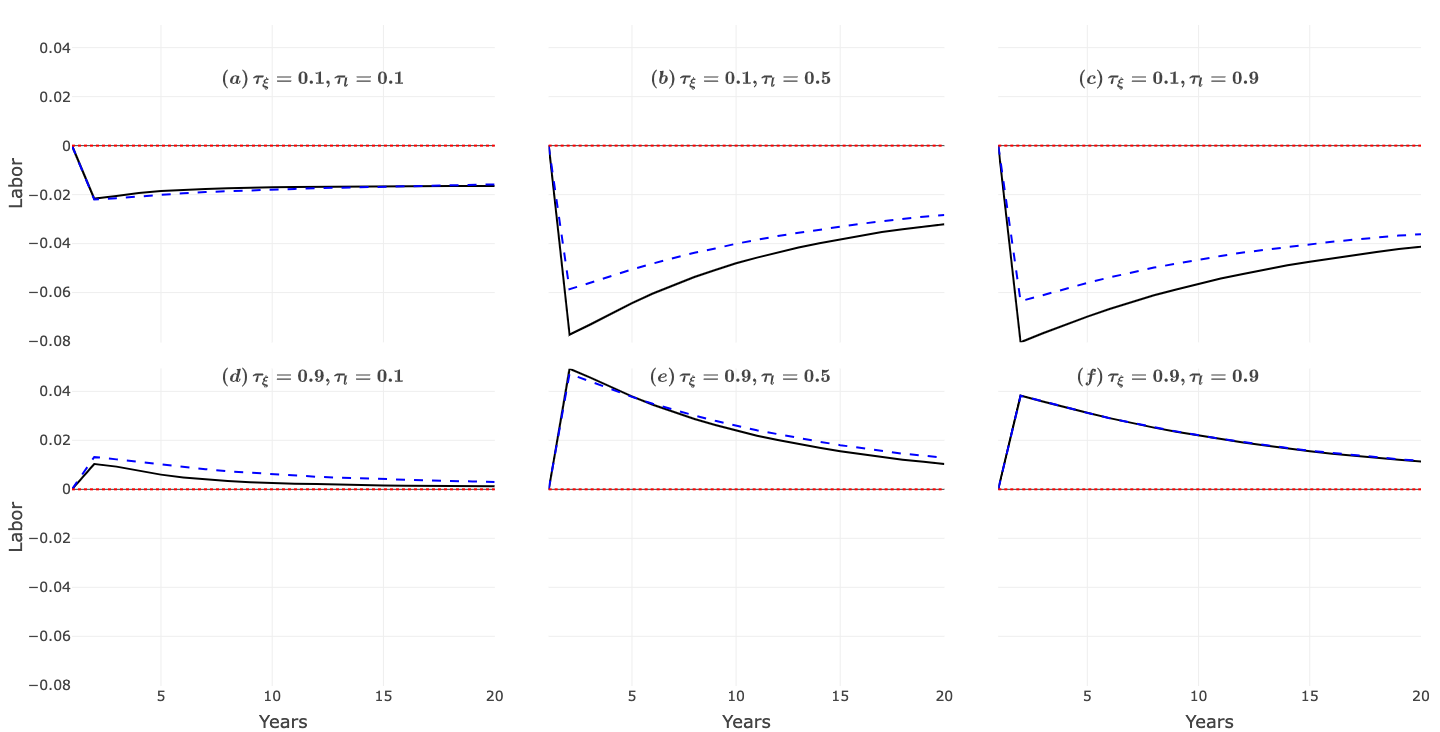 (a) τξ = 0.1, τl = 0.1
(b) τξ = 0.1, τl = 0.5
(c) τξ = 0.1, τl = 0.9
0.04
0.02
0
−0.02
−0.04
−0.06
−0.08
Labor
(d) τξ = 0.9, τl = 0.1
(e) τξ = 0.9, τl = 0.5
(f) τξ = 0.9, τl = 0.9
0.04
0.02
0
−0.02
−0.04
−0.06
−0.08
Labor
5 10 15 20
5 10 15 20
5 10 15 20
Years
Years
Years